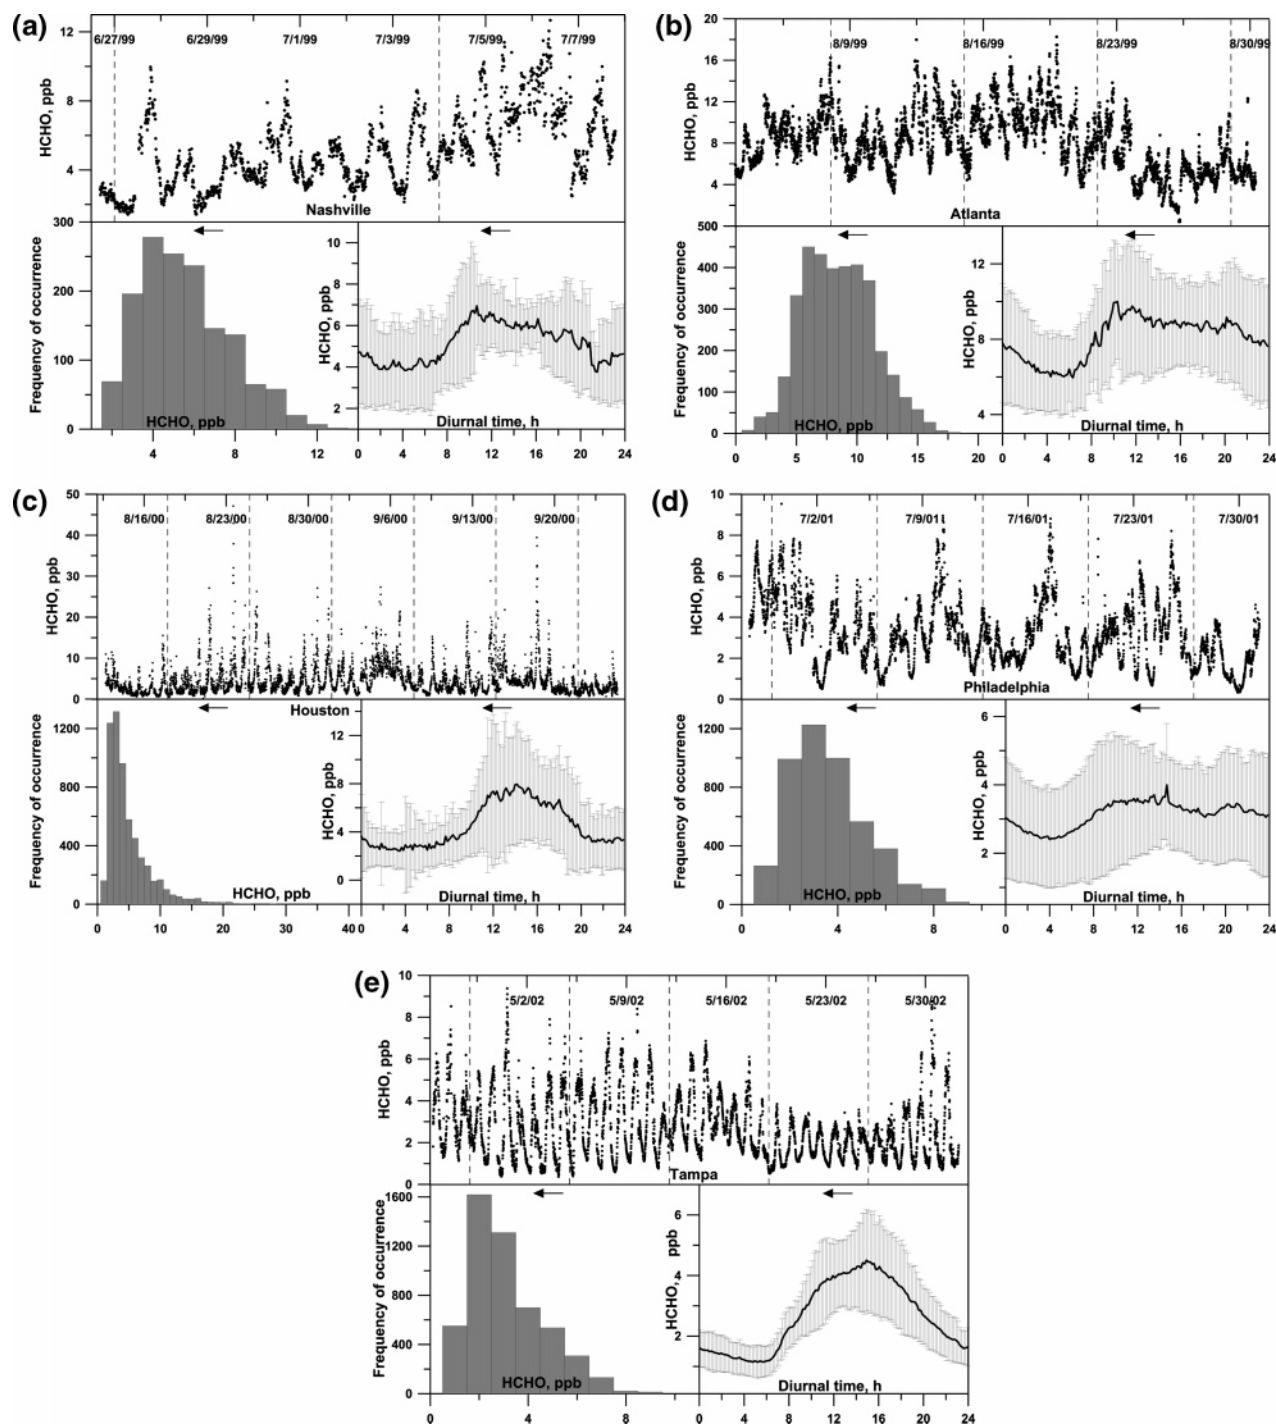 (a)
12
8
4
HCHO, ppb
6/27/99 6/29/99 7/1/99 7/3/99 7/5/99 7/7/99
Nashville
300
200
100
0
Frequency of occurrence
HCHO, ppb
4 8 12
10
8
6
4
2
HCHO, ppb
Diurnal time, h
0 4 8 12 16 20 24
(b)
20
16
12
8
4
HCHO, ppb
8/9/99 8/16/99 8/23/99 8/30/99
Atlanta
500
400
300
200
100
0
Frequency of occurrence
HCHO, ppb
0 5 10 15 20
12
8
4
HCHO, ppb
Diurnal time, h
0 4 8 12 16 20 24
(c)
50
40
30
20
10
0
HCHO, ppb
8/16/00 8/23/00 8/30/00 9/6/00 9/13/00 9/20/00
Houston
1200
800
400
0
Frequency of occurrence
HCHO, ppb
0 10 20 30 40
12
8
4
0
HCHO, ppb
Diurnal time, h
0 4 8 12 16 20 24
(d)
10
8
6
4
2
0
HCHO, ppb
7/2/01 7/9/01 7/16/01 7/23/01 7/30/01
Philadelphia
1200
800
400
0
Frequency of occurrence
HCHO, ppb
4 8
6
4
2
HCHO, ppb
Diurnal time, h
0 4 8 12 16 20 24
(e)
10
8
6
4
2
0
HCHO, ppb
5/2/02 5/9/02 5/16/02 5/23/02 5/30/02
Tampa
1600
1200
800
400
0
Frequency of occurrence
HCHO, ppb
0 4 8
6
4
2
HCHO, ppb
Diurnal time, h
0 4 8 12 16 20 24